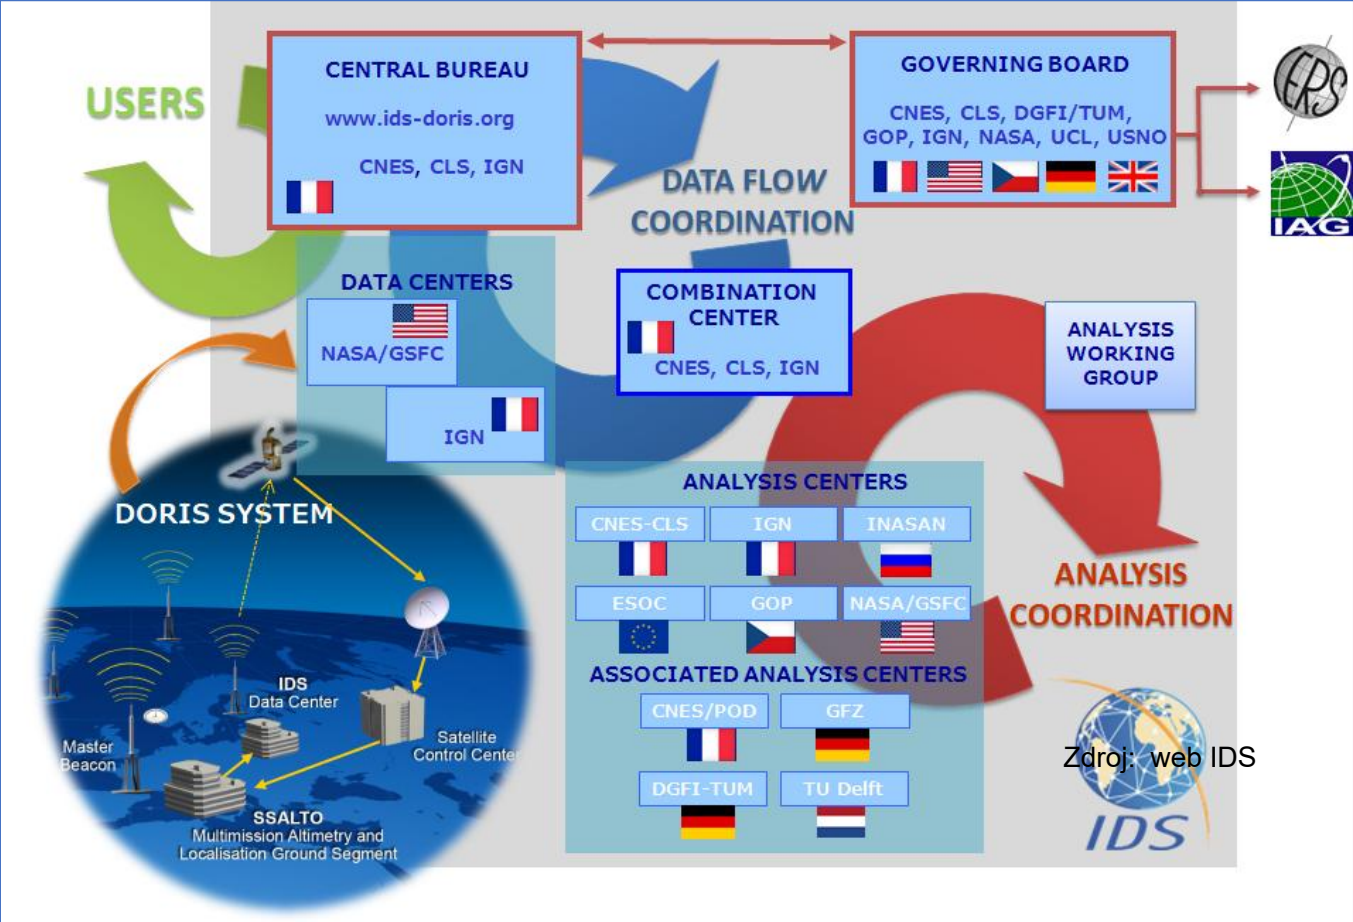 USERS
CENTRAL BUREAU
www.ids-doris.org
CNES, CLS, IGN
GOVERNING BOARD
CNES, CLS, DGFI/TUM,
GOP, IGN, NASA, UCL, USNO
IERS
IAG
DATA FLOW
COORDINATION
DATA CENTERS
NASA/GSFC
IGN
COMBINATION
CENTER
CNES, CLS, IGN
ANALYSIS
WORKING
GROUP
ANALYSIS CENTERS
CNES-CLS
IGN
INASAN
ESOC
GOP
NASA/GSFC
ASSOCIATED ANALYSIS CENTERS
CNES/POD
GFZ
DGFI-TUM
TU Delft
ANALYSIS
COORDINATION
DORIS SYSTEM
IDS
Data Center
Master
Beacon
Satellite
Control Center
SSALTO
Multimission Altimetry and
Localisation Ground Segment
Zdroj: web IDS
IDS